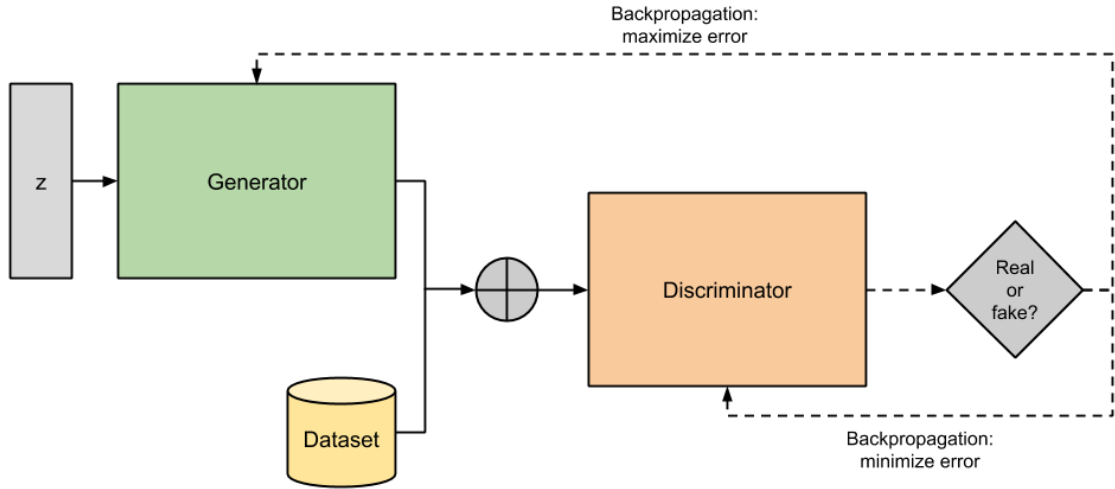 Backpropagation:
maximize error
z
Generator
Discriminator
Real
or
fake?
Dataset
Backpropagation:
minimize error